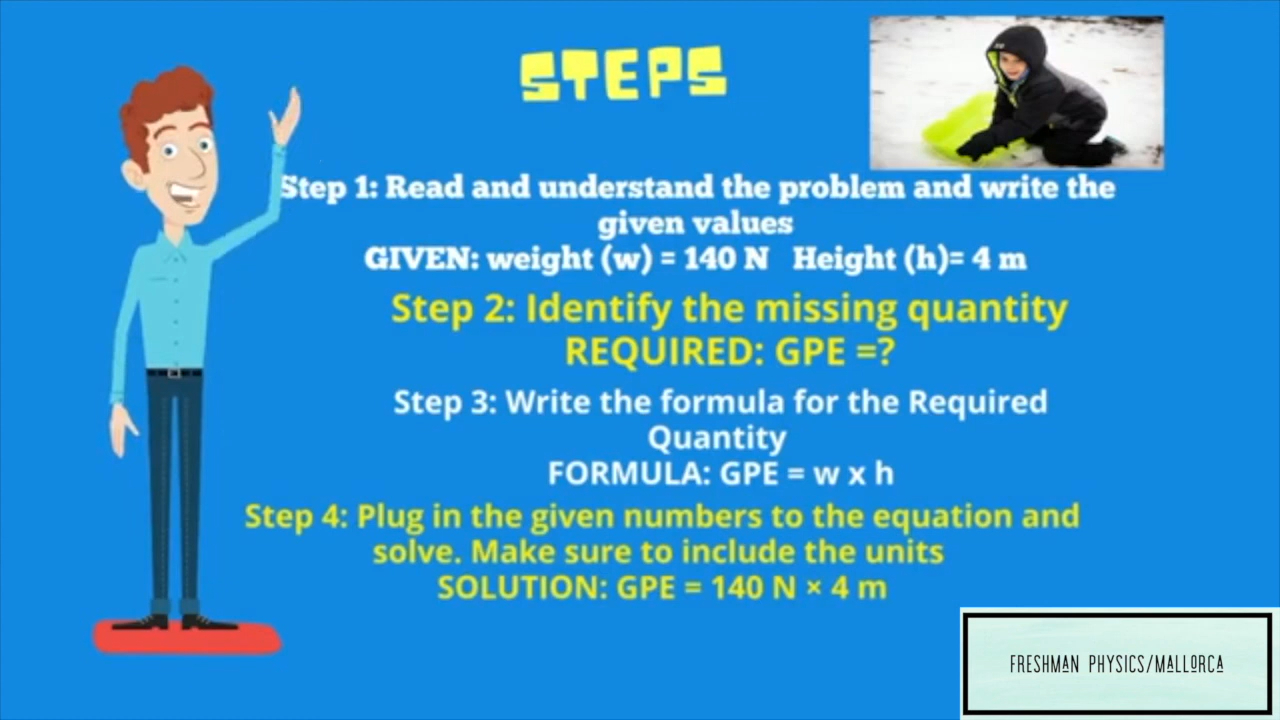 STEPS
Step 1: Read and understand the problem and write the
given values
GIVEN: weight (w) = 140 N Height (h)= 4 m
Step 2: Identify the missing quantity
REQUIRED: GPE =?
Step 3: Write the formula for the Required
Quantity
FORMULA: GPE = w x h
Step 4: Plug in the given numbers to the equation and
solve. Make sure to include the units
SOLUTION: GPE = 140 N × 4 m
FRESHMAN PHYSICS/MALLORCA